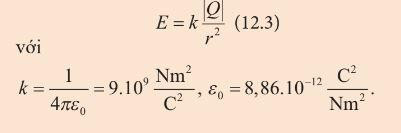 E = k |Q| / r² (12.3)
với
k = 1 / 4πε₀ = 9.10⁹ Nm² / C² , ε₀ = 8,86.10⁻¹² C² / Nm² .